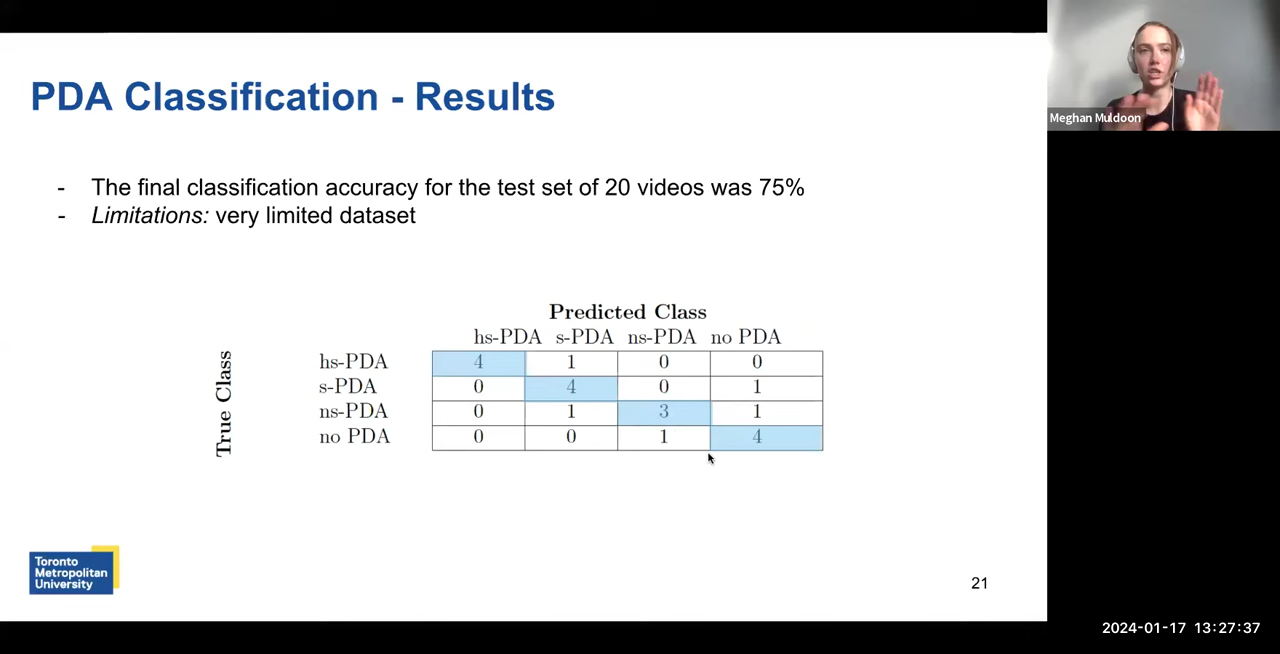 PDA Classification - Results
Meghan Muldoon
- The final classification accuracy for the test set of 20 videos was 75%
- Limitations: very limited dataset
Predicted Class
hs-PDA s-PDA ns-PDA no PDA
True Class
hs-PDA 4 1 0 0
s-PDA 0 4 0 1
ns-PDA 0 1 3 1
no PDA 0 0 1 4
Toronto
Metropolitan
University
21
2024-01-17 13:27:37